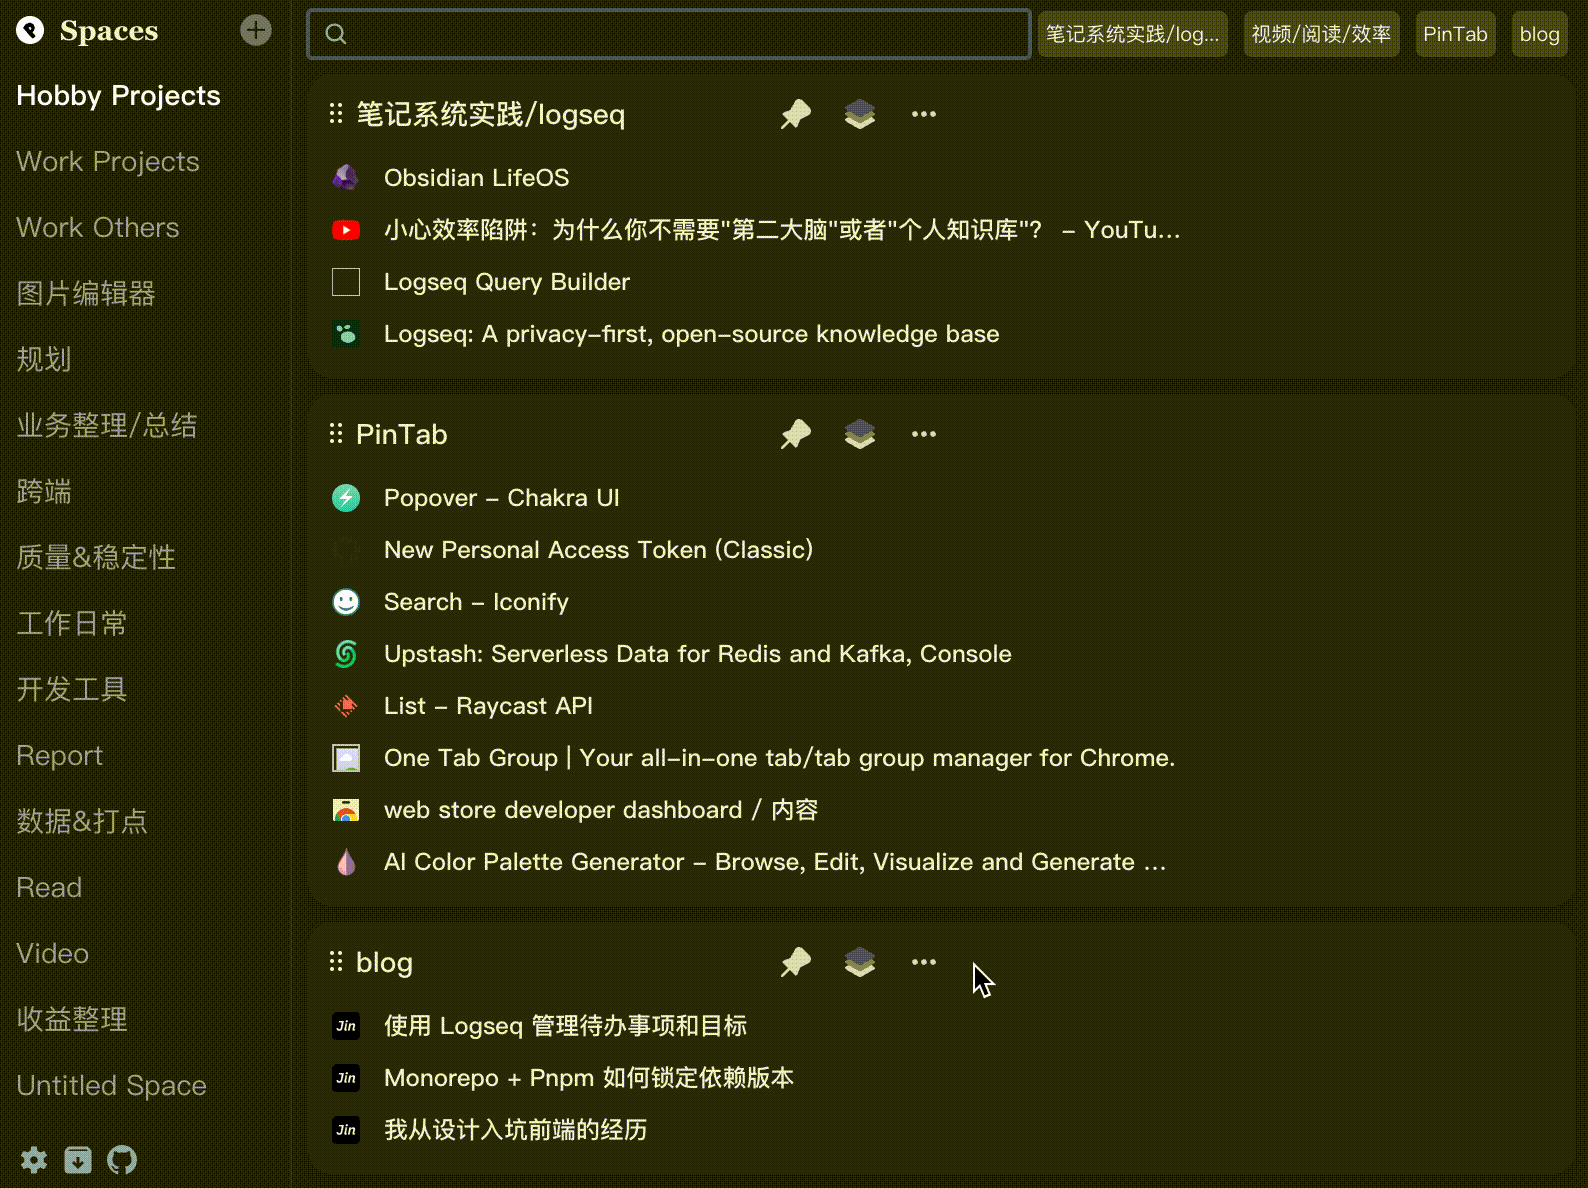 Spaces
笔记系统实践/log...
视频/阅读/效率
PinTab
blog
Hobby Projects
Work Projects
Work Others
图片编辑器
规划
业务整理/总结
跨端
质量&稳定性
工作日常
开发工具
Report
数据&打点
Read
Video
收益整理
Untitled Space
笔记系统实践/logseq
Obsidian LifeOS
小心效率陷阱：为什么你不需要"第二大脑"或者"个人知识库"？ - YouTu...
Logseq Query Builder
Logseq: A privacy-first, open-source knowledge base
PinTab
Popover - Chakra UI
New Personal Access Token (Classic)
Search - Iconify
Upstash: Serverless Data for Redis and Kafka, Console
List - Raycast API
One Tab Group | Your all-in-one tab/tab group manager for Chrome.
web store developer dashboard / 内容
AI Color Palette Generator - Browse, Edit, Visualize and Generate ...
blog
Jin 使用 Logseq 管理待办事项和目标
Jin Monorepo + Pnpm 如何锁定依赖版本
Jin 我从设计入坑前端的经历